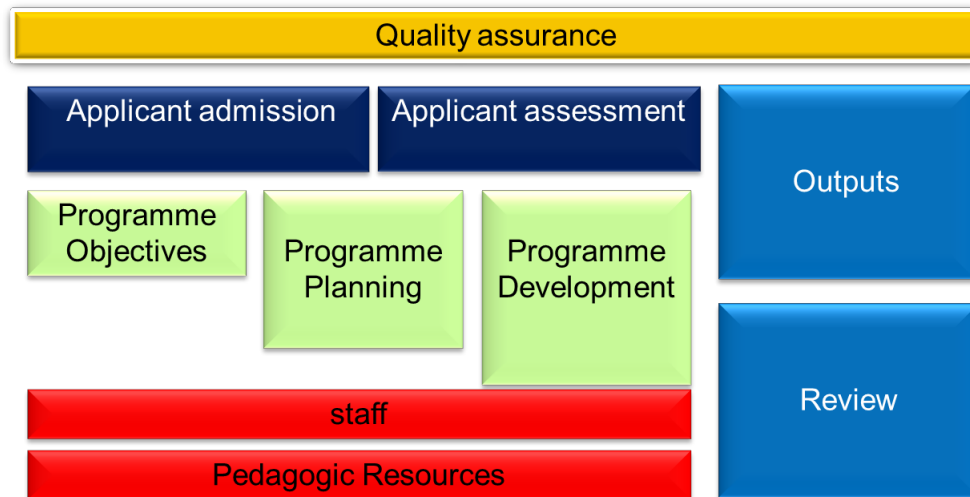 Quality assurance
Applicant admission
Applicant assessment
Outputs
Programme
Objectives
Programme
Planning
Programme
Development
Review
staff
Pedagogic Resources